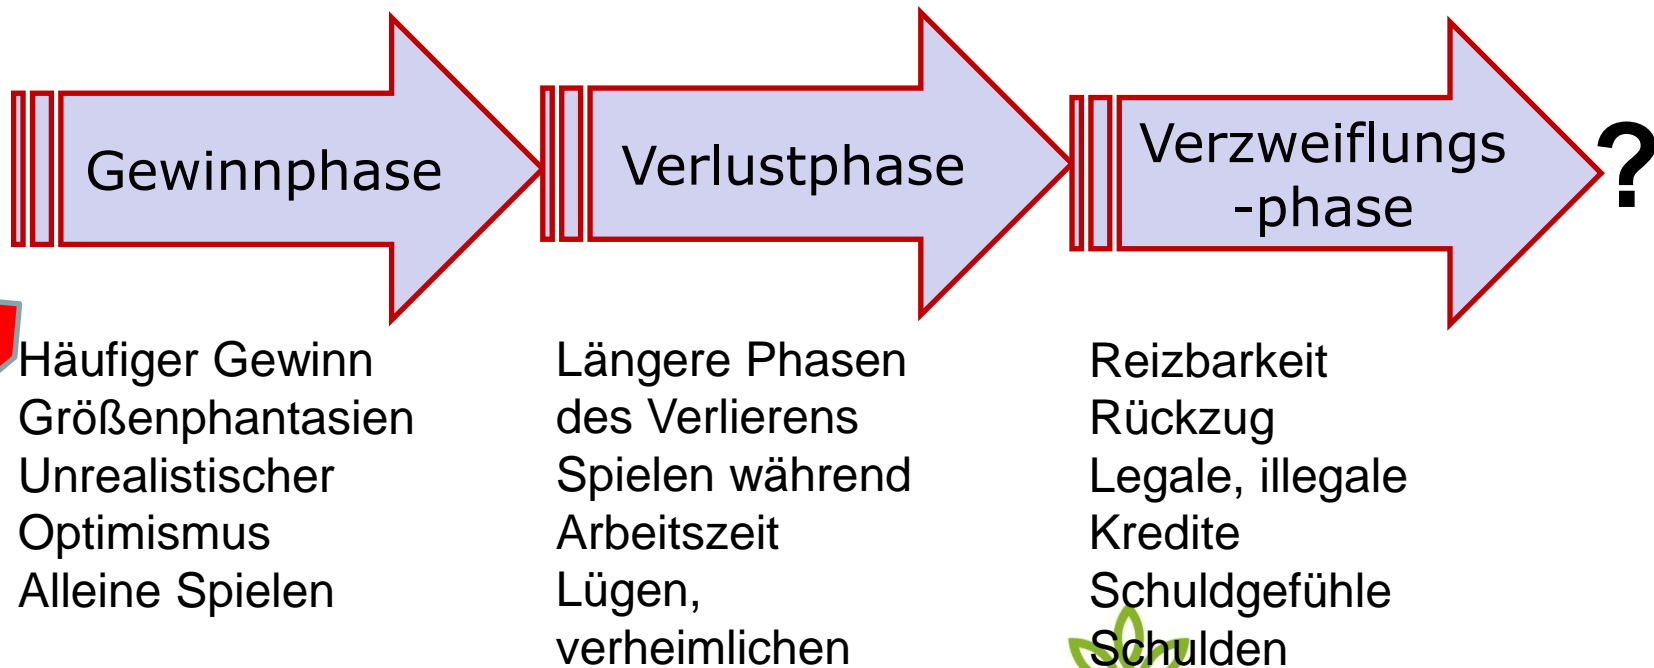 Gewinnphase
Verlustphase
Verzweiflungs
-phase
?
Häufiger Gewinn
Größenphantasien
Unrealistischer
Optimismus
Alleine Spielen
Längere Phasen
des Verlierens
Spielen während
Arbeitszeit
Lügen,
verheimlichen
Reizbarkeit
Rückzug
Legale, illegale
Kredite
Schuldgefühle
Schulden